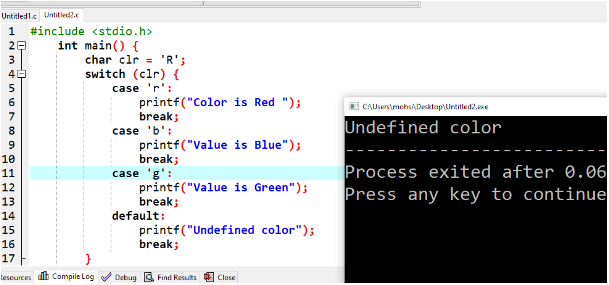 Untitled1.c Untitled2.c
1 #include <stdio.h>
2 int main() {
3 char clr = 'R';
4 switch (clr) {
5 case 'r':
6 printf("Color is Red ");
7 break;
8 case 'b':
9 printf("Value is Blue");
10 break;
11 case 'g':
12 printf("Value is Green");
13 break;
14 default:
15 printf("Undefined color");
16 break;
17 }
C:\Users\mohsi\Desktop\Untitled2.exe
Undefined color
--------------------------
Process exited after 0.06
Press any key to continue
esources Compile Log Debug Find Results Close